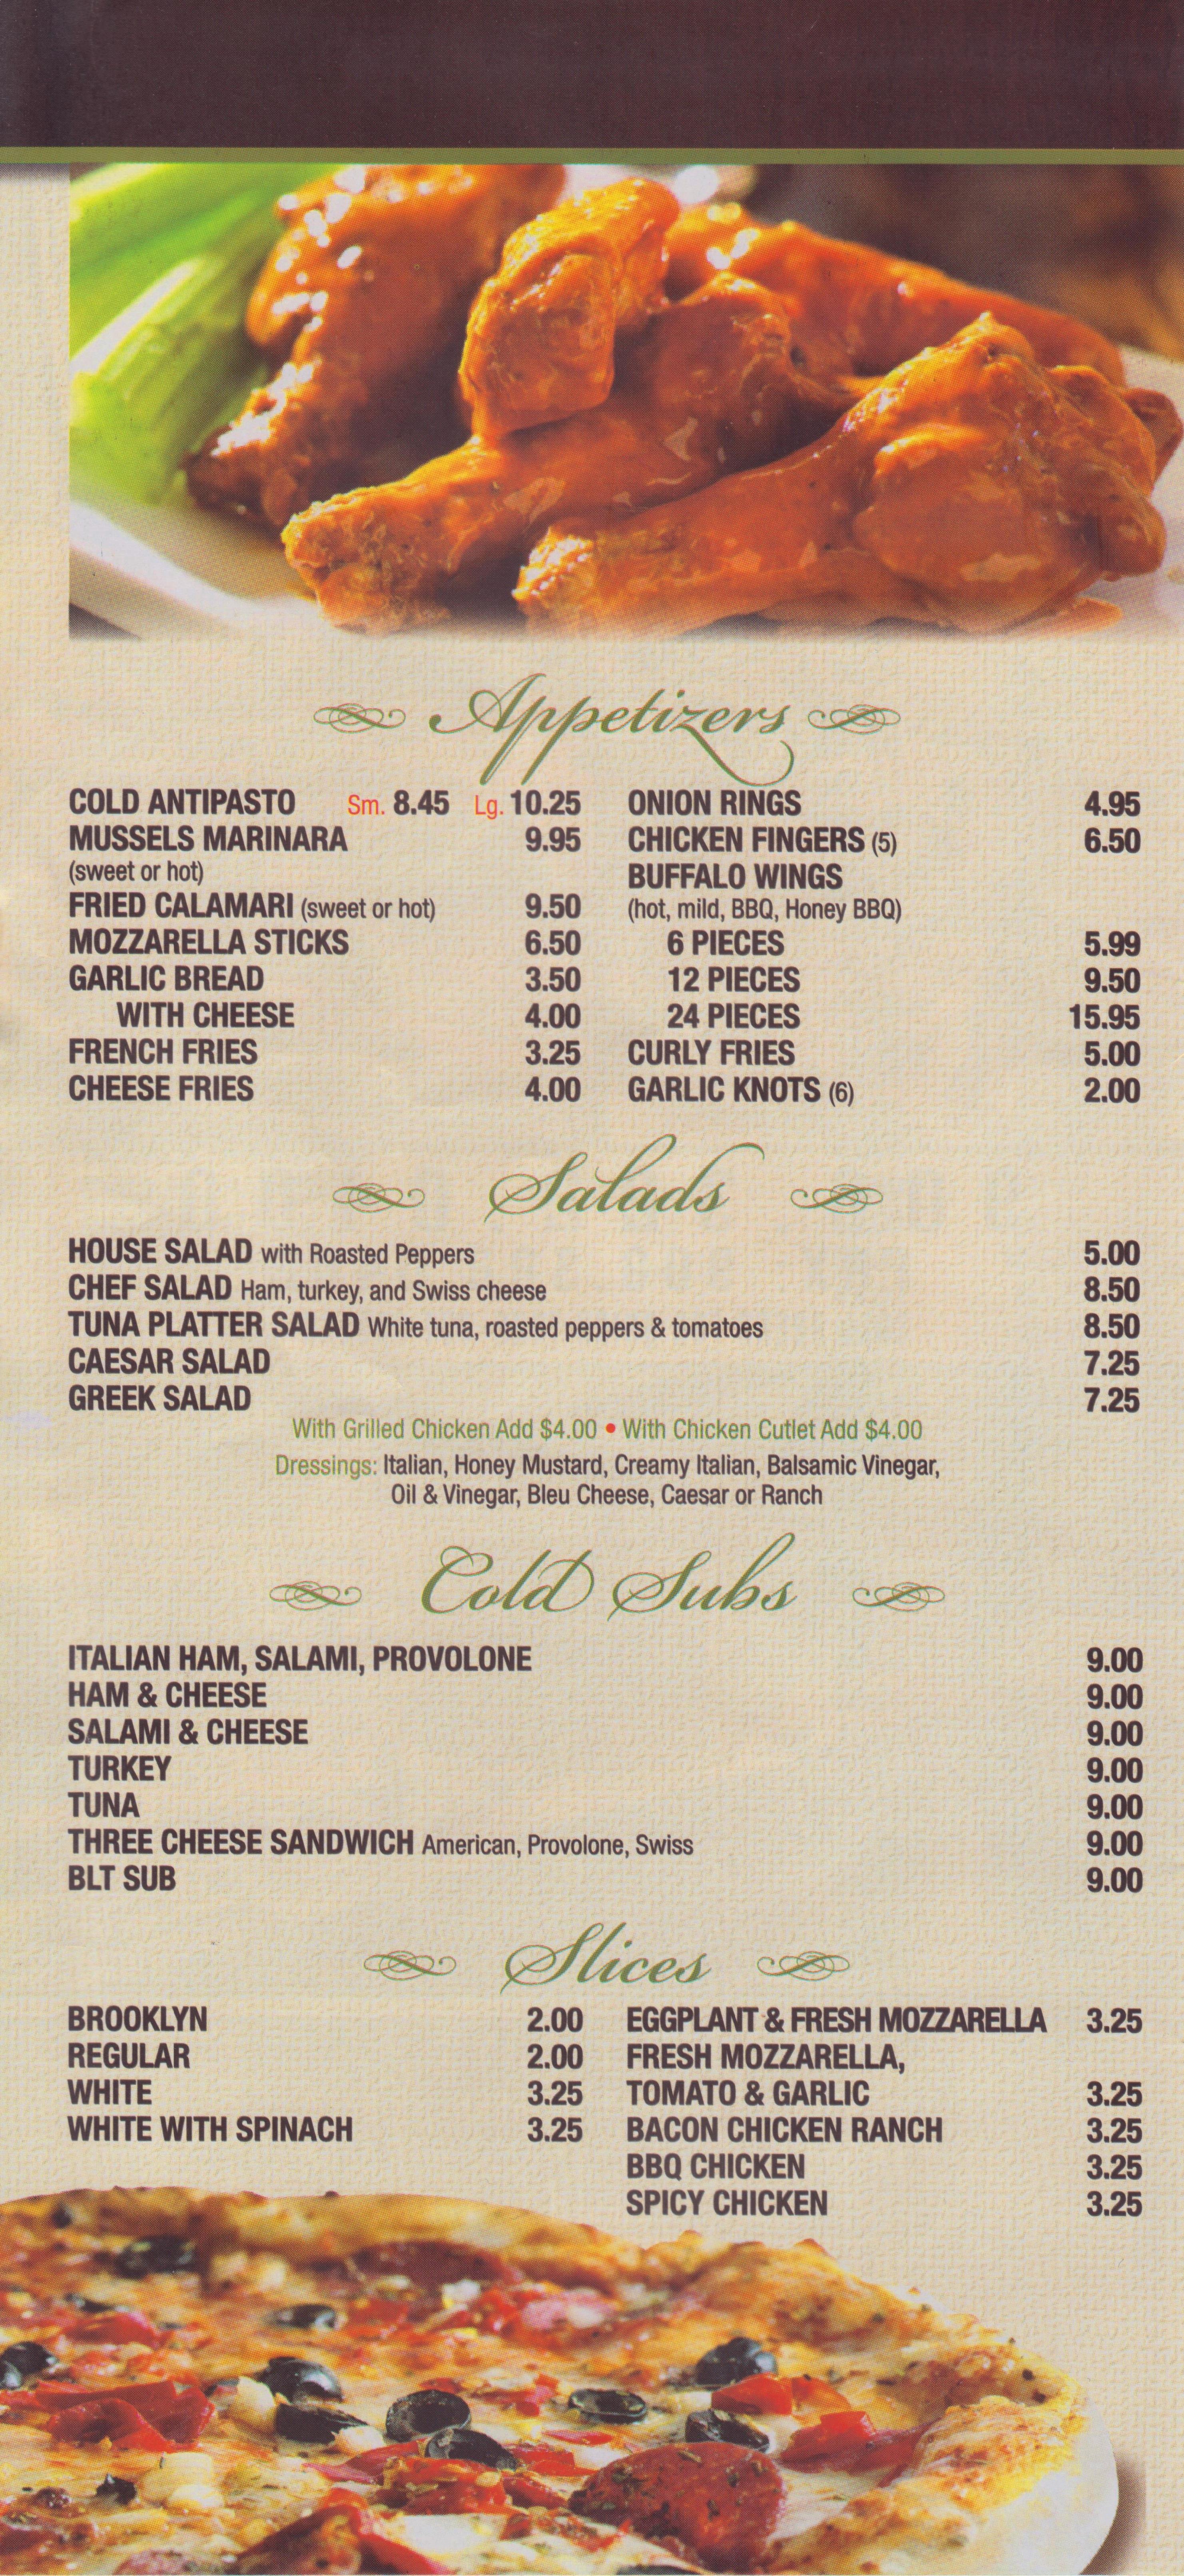 Appetizers
COLD ANTIPASTO Sm. 8.45 Lg. 10.25
MUSSELS MARINARA 9.95
(sweet or hot)
FRIED CALAMARI (sweet or hot) 9.50
MOZZARELLA STICKS 6.50
GARLIC BREAD 3.50
WITH CHEESE 4.00
FRENCH FRIES 3.25
CHEESE FRIES 4.00
ONION RINGS 4.95
CHICKEN FINGERS (5) 6.50
BUFFALO WINGS
(hot, mild, BBQ, Honey BBQ)
6 PIECES 5.99
12 PIECES 9.50
24 PIECES 15.95
CURLY FRIES 5.00
GARLIC KNOTS (6) 2.00
Salads
HOUSE SALAD with Roasted Peppers 5.00
CHEF SALAD Ham, turkey, and Swiss cheese 8.50
TUNA PLATTER SALAD White tuna, roasted peppers & tomatoes 8.50
CAESAR SALAD 7.25
GREEK SALAD 7.25
With Grilled Chicken Add $4.00 • With Chicken Cutlet Add $4.00
Dressings: Italian, Honey Mustard, Creamy Italian, Balsamic Vinegar,
Oil & Vinegar, Bleu Cheese, Caesar or Ranch
Cold Subs
ITALIAN HAM, SALAMI, PROVOLONE 9.00
HAM & CHEESE 9.00
SALAMI & CHEESE 9.00
TURKEY 9.00
TUNA 9.00
THREE CHEESE SANDWICH American, Provolone, Swiss 9.00
BLT SUB 9.00
Slices
BROOKLYN 2.00
REGULAR 2.00
WHITE 3.25
WHITE WITH SPINACH 3.25
EGGPLANT & FRESH MOZZARELLA 3.25
FRESH MOZZARELLA,
TOMATO & GARLIC 3.25
BACON CHICKEN RANCH 3.25
BBQ CHICKEN 3.25
SPICY CHICKEN 3.25